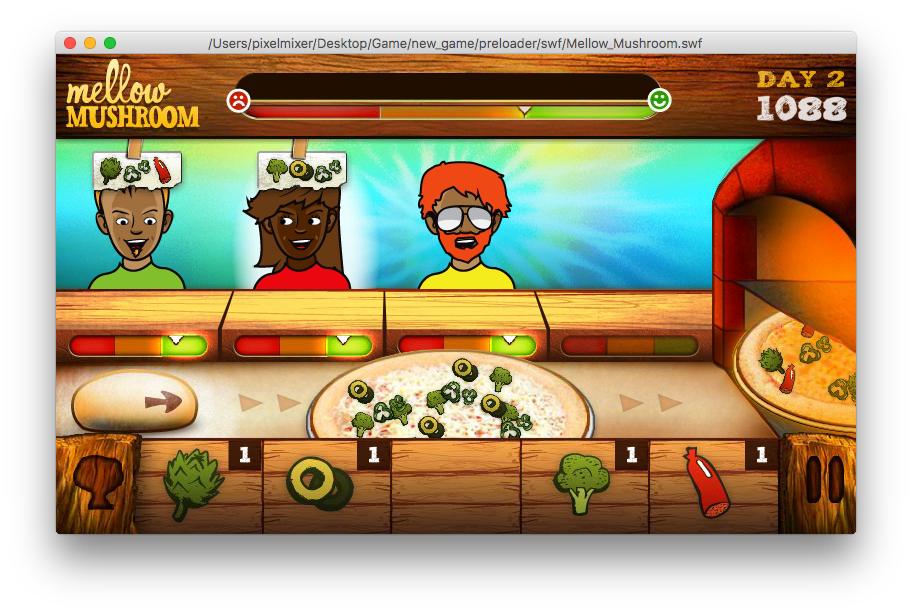 /Users/pixelmixer/Desktop/Game/new_game/preloader/swf/Mellow_Mushroom.swf
mellow
MUSHROOM
DAY 2
1088
1 1 1 1